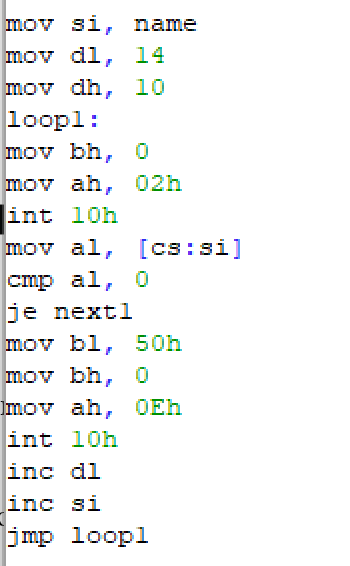 mov si, name
mov dl, 14
mov dh, 10
loop1:
mov bh, 0
mov ah, 02h
int 10h
mov al, [cs:si]
cmp al, 0
je next1
mov bl, 50h
mov bh, 0
mov ah, 0Eh
int 10h
inc dl
inc si
jmp loop1